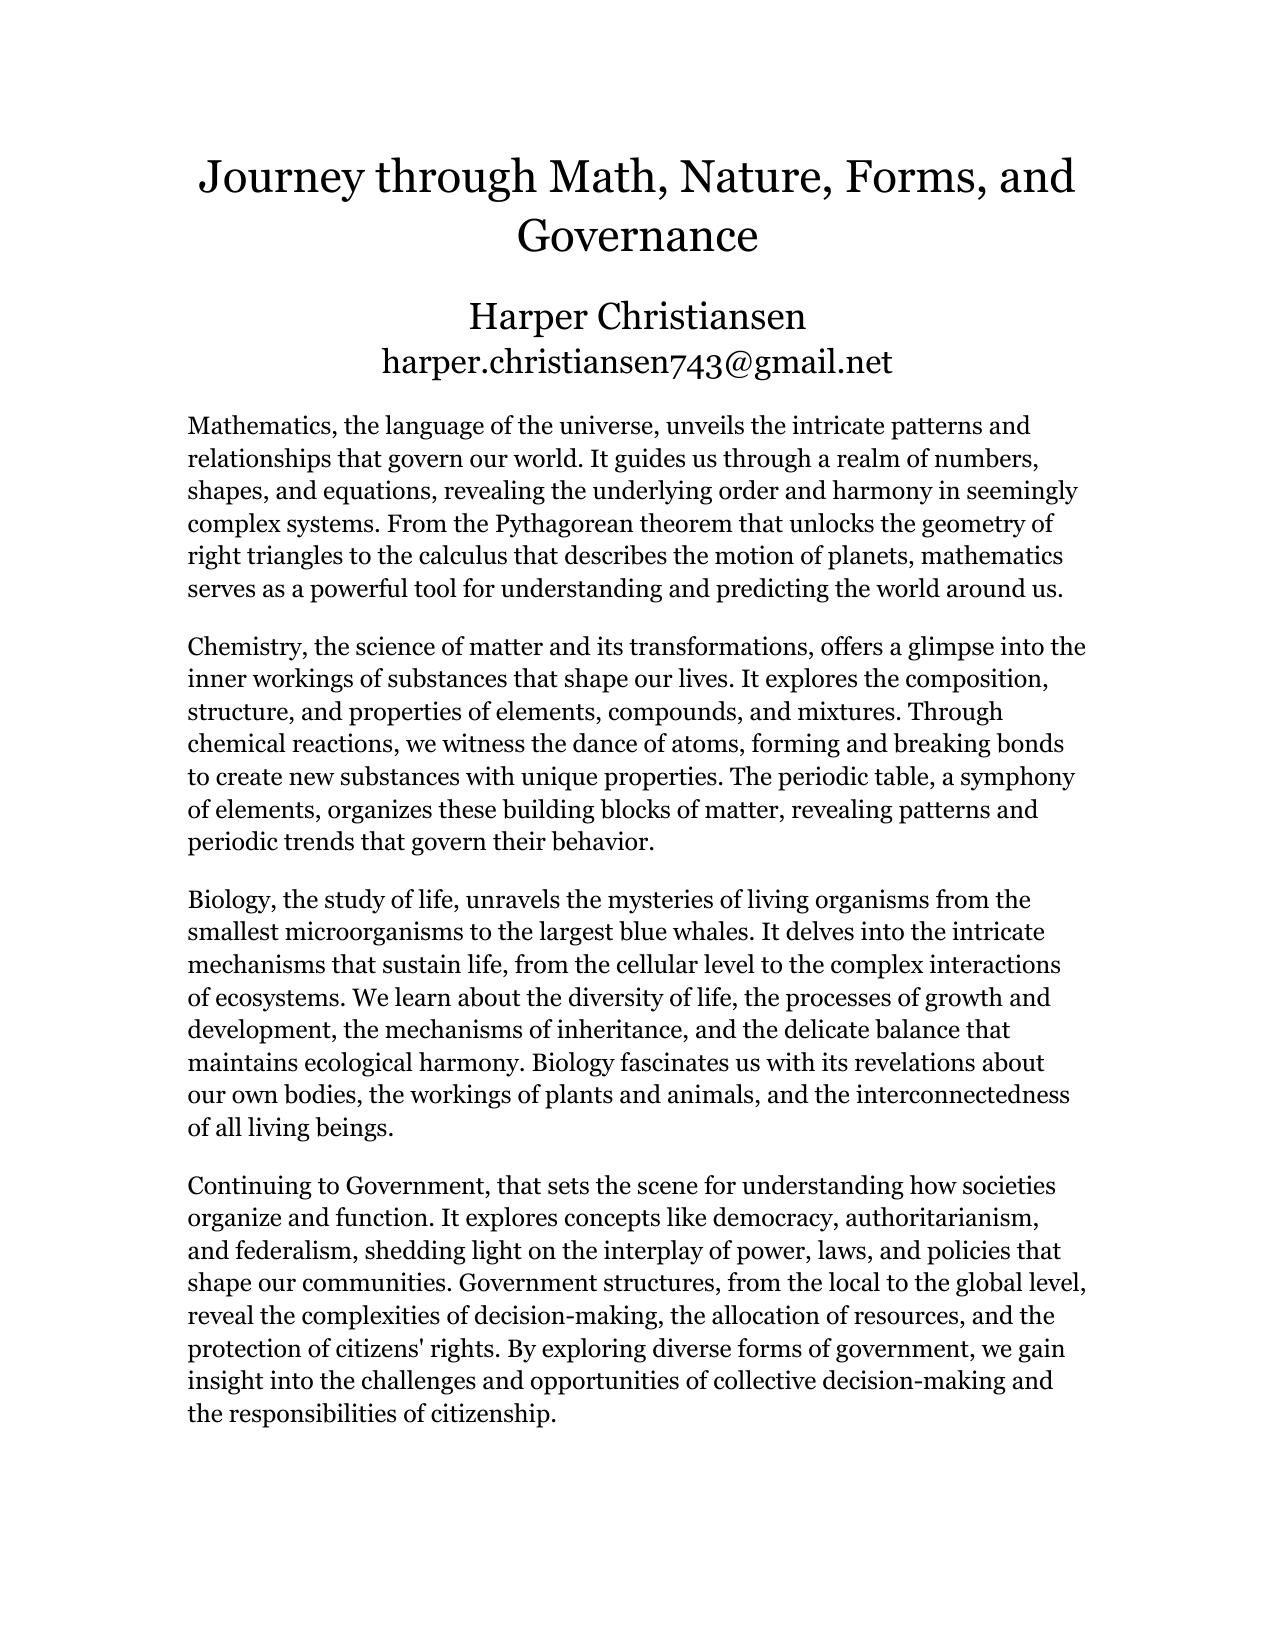 Journey through Math, Nature, Forms, and
Governance
Harper Christiansen
harper.christiansen743@gmail.net
Mathematics, the language of the universe, unveils the intricate patterns and
relationships that govern our world. It guides us through a realm of numbers,
shapes, and equations, revealing the underlying order and harmony in seemingly
complex systems. From the Pythagorean theorem that unlocks the geometry of
right triangles to the calculus that describes the motion of planets, mathematics
serves as a powerful tool for understanding and predicting the world around us.
Chemistry, the science of matter and its transformations, offers a glimpse into the
inner workings of substances that shape our lives. It explores the composition,
structure, and properties of elements, compounds, and mixtures. Through
chemical reactions, we witness the dance of atoms, forming and breaking bonds
to create new substances with unique properties. The periodic table, a symphony
of elements, organizes these building blocks of matter, revealing patterns and
periodic trends that govern their behavior.
Biology, the study of life, unravels the mysteries of living organisms from the
smallest microorganisms to the largest blue whales. It delves into the intricate
mechanisms that sustain life, from the cellular level to the complex interactions
of ecosystems. We learn about the diversity of life, the processes of growth and
development, the mechanisms of inheritance, and the delicate balance that
maintains ecological harmony. Biology fascinates us with its revelations about
our own bodies, the workings of plants and animals, and the interconnectedness
of all living beings.
Continuing to Government, that sets the scene for understanding how societies
organize and function. It explores concepts like democracy, authoritarianism,
and federalism, shedding light on the interplay of power, laws, and policies that
shape our communities. Government structures, from the local to the global level,
reveal the complexities of decision-making, the allocation of resources, and the
protection of citizens' rights. By exploring diverse forms of government, we gain
insight into the challenges and opportunities of collective decision-making and
the responsibilities of citizenship.